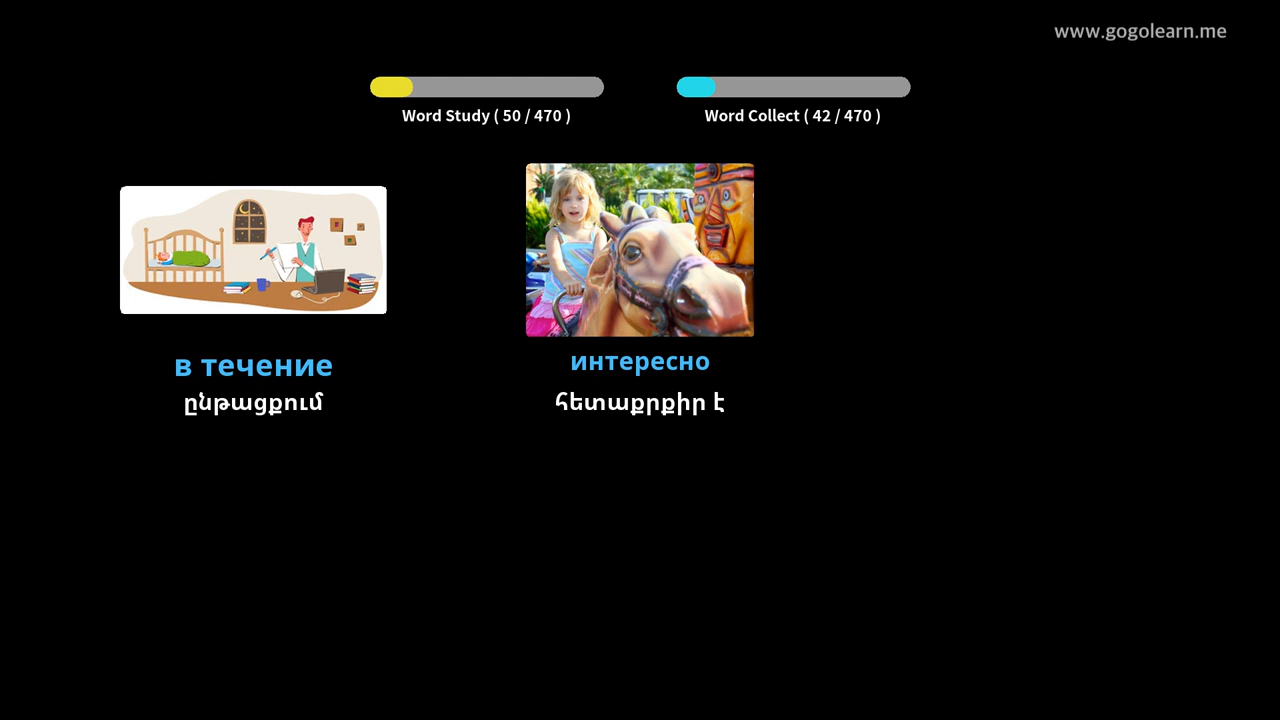 www.gogolearn.me
Word Study ( 50 / 470 )
Word Collect ( 42 / 470 )
в течение
ընթացքում
интересно
հետաքրքիր է